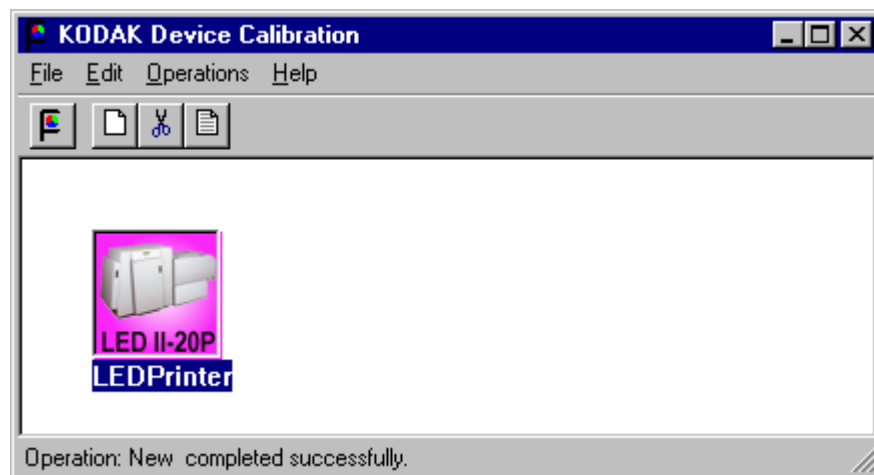 KODAK Device Calibration
File Edit Operations Help
LED II-20P
LEDPrinter
Operation: New completed successfully.